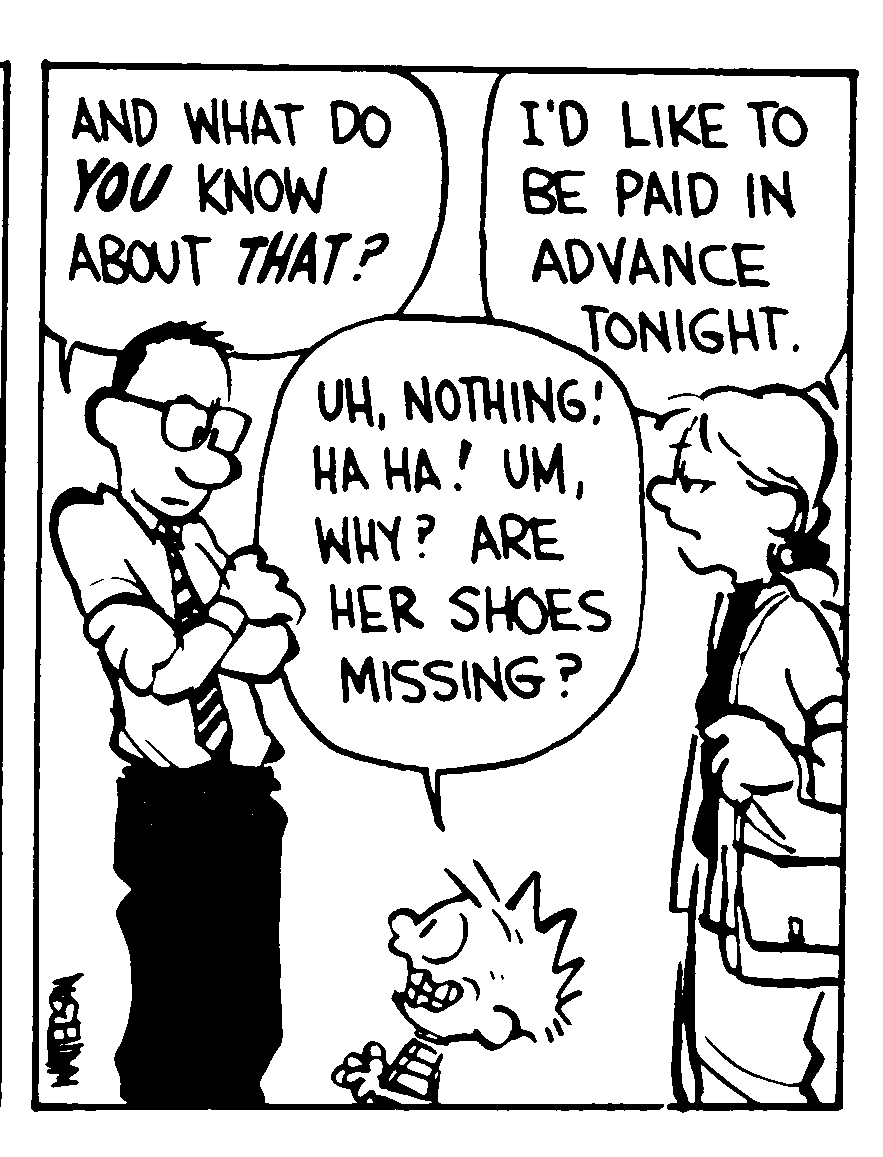 AND WHAT DO
YOU KNOW
ABOUT THAT?
I'D LIKE TO
BE PAID IN
ADVANCE
TONIGHT.
UH, NOTHING!
HA HA! UM,
WHY? ARE
HER SHOES
MISSING?
WATTERSON